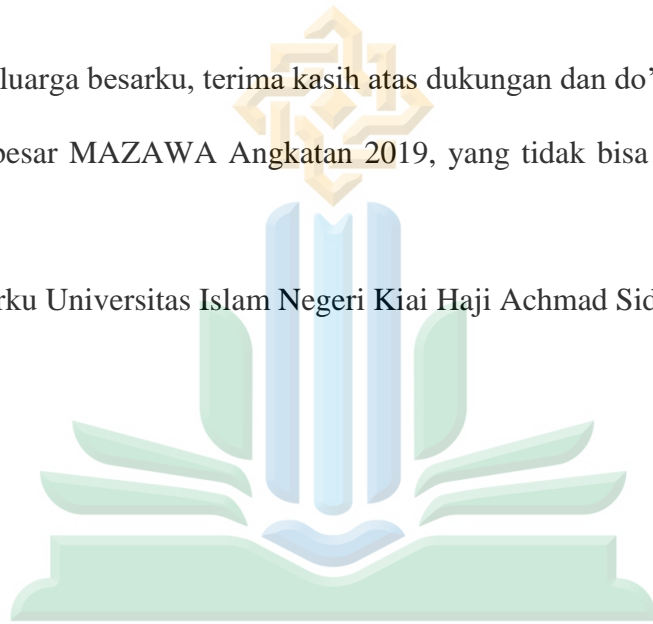 luarga besarku, terima kasih atas dukungan dan do’
besar MAZAWA Angkatan 2019, yang tidak bisa
rku Universitas Islam Negeri Kiai Haji Achmad Sid